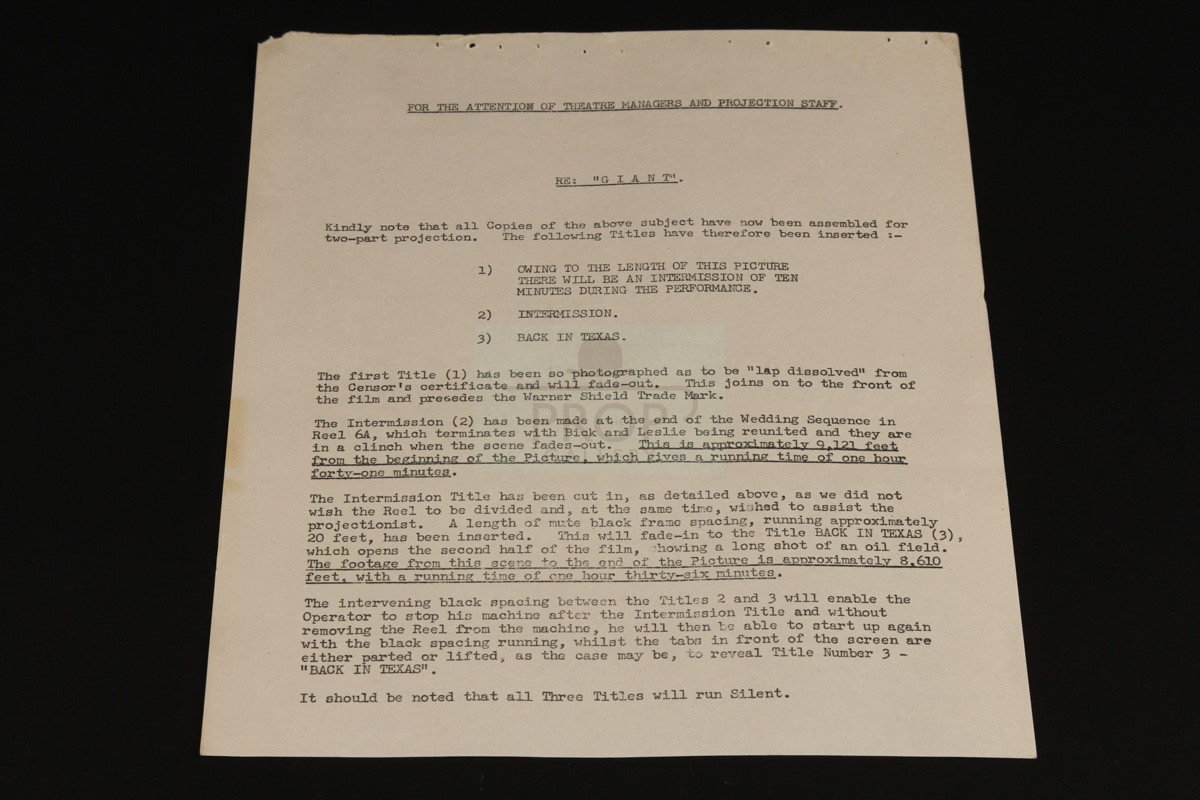 FOR THE ATTENTION OF THEATRE MANAGERS AND PROJECTION STAFF.
RE: "G I A N T".
Kindly note that all Copies of the above subject have now been assembled for
two-part projection. The following Titles have therefore been inserted :-
1) OWING TO THE LENGTH OF THIS PICTURE
THERE WILL BE AN INTERMISSION OF TEN
MINUTES DURING THE PERFORMANCE.
2) INTERMISSION.
3) BACK IN TEXAS.
The first Title (1) has been so photographed as to be "lap dissolved" from
the Censor's certificate and will fade-out. This joins on to the front of
the film and precedes the Warner Shield Trade Mark.
PROP
The Intermission (2) has been made at the end of the Wedding Sequence in
Reel 6A, which terminates with Bick and Leslie being reunited and they are
in a clinch when the scene fades-out. This is approximately 9,121 feet
from the beginning of the Picture, which gives a running time of one hour
forty-one minutes.
The Intermission Title has been cut in, as detailed above, as we did not
wish the Reel to be divided and, at the same time, wished to assist the
projectionist. A length of mute black frame spacing, running approximately
20 feet, has been inserted. This will fade-in to the Title BACK IN TEXAS (3),
which opens the second half of the film, showing a long shot of an oil field.
The footage from this scene to the end of the Picture is approximately 8,610
feet, with a running time of one hour thirty-six minutes.
The intervening black spacing between the Titles 2 and 3 will enable the
Operator to stop his machine after the Intermission Title and without
removing the Reel from the machine, he will then be able to start up again
with the black spacing running, whilst the tabs in front of the screen are
either parted or lifted, as the case may be, to reveal Title Number 3 -
"BACK IN TEXAS".
It should be noted that all Three Titles will run Silent.